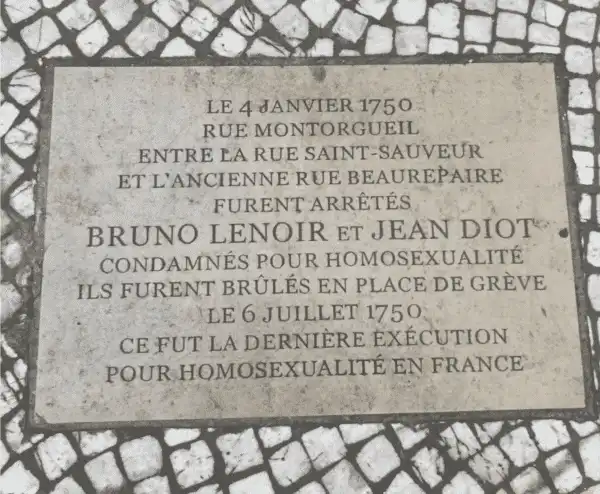 LE 4 JANVIER 1750
RUE MONTORGUEIL
ENTRE LA RUE SAINT-SAUVEUR
ET L'ANCIENNE RUE BEAUREPAIRE
FURENT ARRÊTÉS
BRUNO LENOIR ET JEAN DIOT
CONDAMNÉS POUR HOMOSEXUALITÉ
ILS FURENT BRÛLÉS EN PLACE DE GRÈVE
LE 6 JUILLET 1750
CE FUT LA DERNIÈRE EXÉCUTION
POUR HOMOSEXUALITÉ EN FRANCE